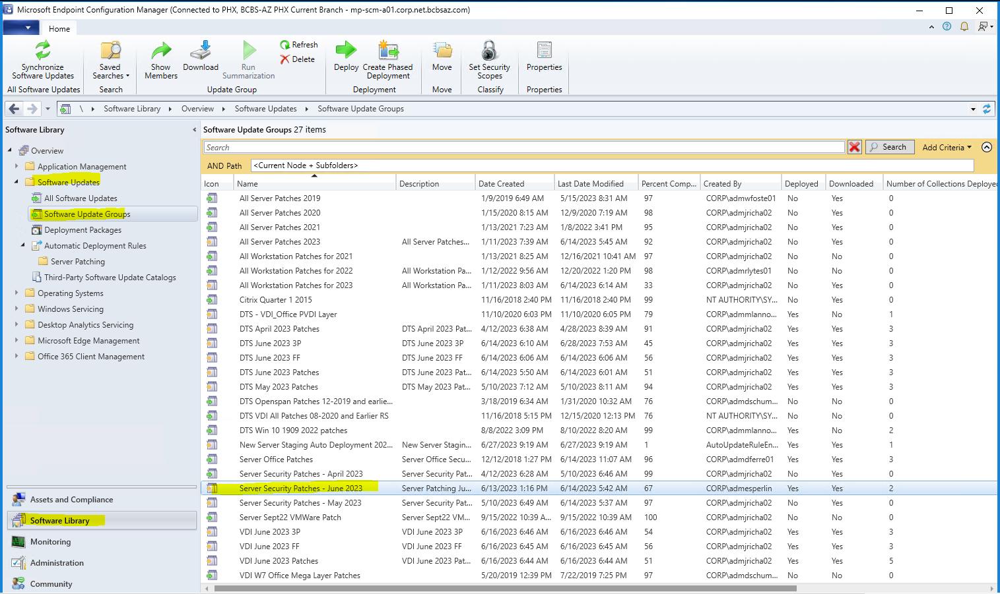 Microsoft Endpoint Configuration Manager (Connected to PHX, BCBS-AZ PHX Current Branch - mp-scm-a01.corp.net.bcbsaz.com)
Home
Synchronize Software Updates
All Software Updates
Saved Searches
Search
Show Members
Download
Run Summarization
Refresh
Delete
Update Group
Deploy
Create Phased Deployment
Deployment
Move
Move
Set Security Scopes
Classify
Properties
Properties
\ Software Library Overview Software Updates Software Update Groups
Software Library
Overview
Application Management
Software Updates
All Software Updates
Software Update Groups
Deployment Packages
Automatic Deployment Rules
Server Patching
Third-Party Software Update Catalogs
Operating Systems
Windows Servicing
Desktop Analytics Servicing
Microsoft Edge Management
Office 365 Client Management
Assets and Compliance
Software Library
Monitoring
Administration
Community
Software Update Groups 27 items
Search Search Add Criteria
AND Path <Current Node + Subfolders>
Icon Name Description Date Created Last Date Modified Percent Comp... Created By Deployed Downloaded Number of Collections Deploye
All Server Patches 2019 1/9/2019 6:49 AM 5/15/2023 8:31 AM 97 CORP\admwfoste01 No Yes 0
All Server Patches 2020 1/15/2020 8:15 AM 12/9/2020 7:19 AM 98 CORP\admjricha02 No Yes 0
All Server Patches 2021 1/13/2021 7:23 AM 1/8/2022 3:41 PM 95 CORP\admjricha02 No Yes 0
All Server Patches 2023 All Server Patches... 1/11/2023 7:39 AM 6/14/2023 5:45 AM 92 CORP\admjricha02 No Yes 0
All Workstation Patches for 2021 1/13/2021 8:25 AM 12/16/2021 10:41 AM 97 CORP\admjricha02 No No 0
All Workstation Patches for 2022 All Workstation Pa... 1/12/2022 9:56 AM 12/20/2022 1:20 PM 98 CORP\admrlytes01 No No 0
All Workstation Patches for 2023 All Workstation Pa... 1/11/2023 8:03 AM 6/14/2023 6:14 AM 33 CORP\admjricha02 No Yes 0
Citrix Quarter 1 2015 11/16/2018 2:40 PM 11/16/2018 2:40 PM 99 NT AUTHORITY\SY... No Yes 0
DTS - VDI_Office PVDI Layer 11/10/2020 6:03 PM 11/10/2020 6:05 PM 79 CORP\admmlanno... Yes No 1
DTS April 2023 Patches DTS April 2023 Pat... 4/12/2023 6:38 AM 4/28/2023 8:39 AM 91 CORP\admjricha02 Yes Yes 3
DTS June 2023 3P DTS June 2023 3P 6/14/2023 6:10 AM 6/28/2023 7:53 AM 45 CORP\admjricha02 Yes Yes 3
DTS June 2023 FF DTS June 2023 FF 6/14/2023 6:06 AM 6/14/2023 6:06 AM 56 CORP\admjricha02 Yes Yes 3
DTS June 2023 Patches DTS June 2023 Pat... 6/14/2023 5:50 AM 6/14/2023 6:01 AM 51 CORP\admjricha02 Yes Yes 3
DTS May 2023 Patches DTS May 2023 Pat... 5/10/2023 7:12 AM 5/10/2023 8:11 AM 94 CORP\admjricha02 Yes Yes 3
DTS Openspan Patches 12-2019 and earlie... 3/18/2019 6:34 AM 1/31/2020 10:32 AM 76 CORP\admdschum... No No 0
DTS VDI All Patches 08-2020 and Earlier RS 11/16/2018 5:15 PM 12/15/2020 12:13 PM 76 NT AUTHORITY\SY... No No 0
DTS Win 10 1909 2022 patches 8/8/2022 3:09 PM 8/10/2022 8:20 AM 99 CORP\admmlanno... Yes No 2
New Server Staging Auto Deployment 202... New Server Stagin... 6/27/2023 9:19 AM 6/27/2023 9:19 AM 1 AutoUpdateRuleEn... Yes Yes 1
Server Office Patches Server Office Secu... 12/12/2018 1:27 PM 6/14/2023 11:07 AM 96 CORP\admdferre01 Yes Yes 3
Server Security Patches - April 2023 Server Security Pat... 4/12/2023 6:28 AM 5/10/2023 6:46 AM 99 CORP\admjricha02 No Yes 0
Server Security Patches - June 2023 Server Patching Ju... 6/13/2023 1:16 PM 6/14/2023 5:42 AM 67 CORP\admesperlin Yes Yes 2
Server Security Patches - May 2023 Server Security Pat... 5/10/2023 6:49 AM 6/14/2023 5:37 AM 97 CORP\admjricha02 No Yes 0
Server Sept22 VMWare Patch Server Sept22 VM... 9/15/2022 10:39 A... 9/15/2022 10:39 AM 100 CORP\admjricha02 No Yes 0
VDI June 2023 3P VDI June 2023 3P 6/16/2023 6:46 AM 6/16/2023 6:46 AM 54 CORP\admjricha02 Yes Yes 3
VDI June 2023 FF VDI June 2023 FF 6/16/2023 6:45 AM 6/16/2023 6:45 AM 56 CORP\admjricha02 Yes Yes 3
VDI June 2023 Patches VDI June 2023 Pat... 6/16/2023 6:44 AM 6/16/2023 6:44 AM 51 CORP\admjricha02 Yes Yes 5
VDI W7 Office Mega Layer Patches 5/20/2019 12:39 PM 7/22/2019 7:25 PM 97 CORP\admdschum... No No 0